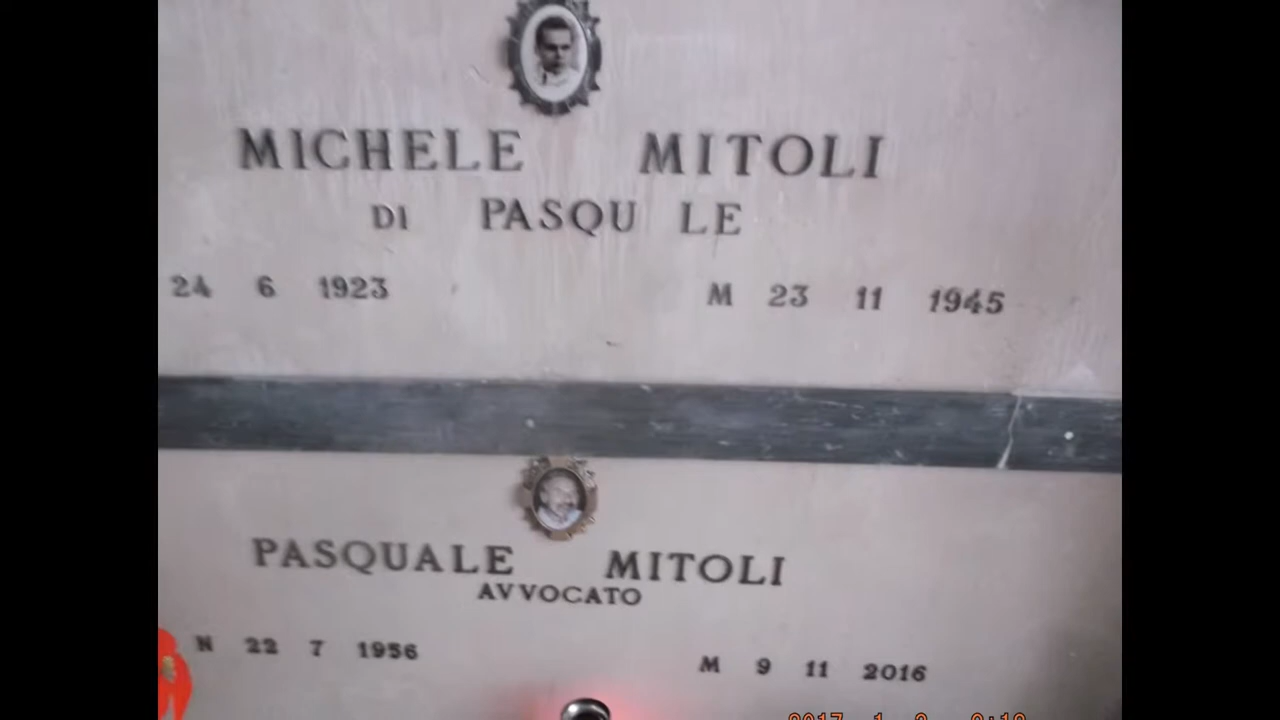 MICHELE MITOLI
DI PASQU LE
24 6 1923 M 23 11 1945
PASQUALE MITOLI
AVVOCATO
N 22 7 1956 M 9 11 2016